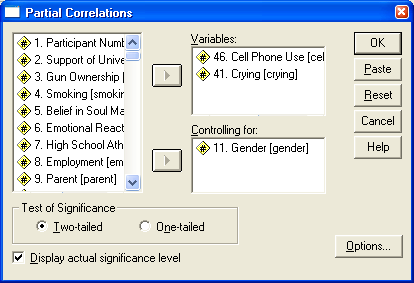 Partial Correlations
1. Participant Numb
2. Support of Unive
3. Gun Ownership [
4. Smoking [smokin
5. Belief in Soul Ma
6. Emotional React
7. High School Ath
8. Employment [em
9. Parent [parent]
Variables:
46. Cell Phone Use [cel
41. Crying [crying]
Controlling for:
11. Gender [gender]
OK
Paste
Reset
Cancel
Help
Test of Significance
Two-tailed
One-tailed
Display actual significance level
Options...